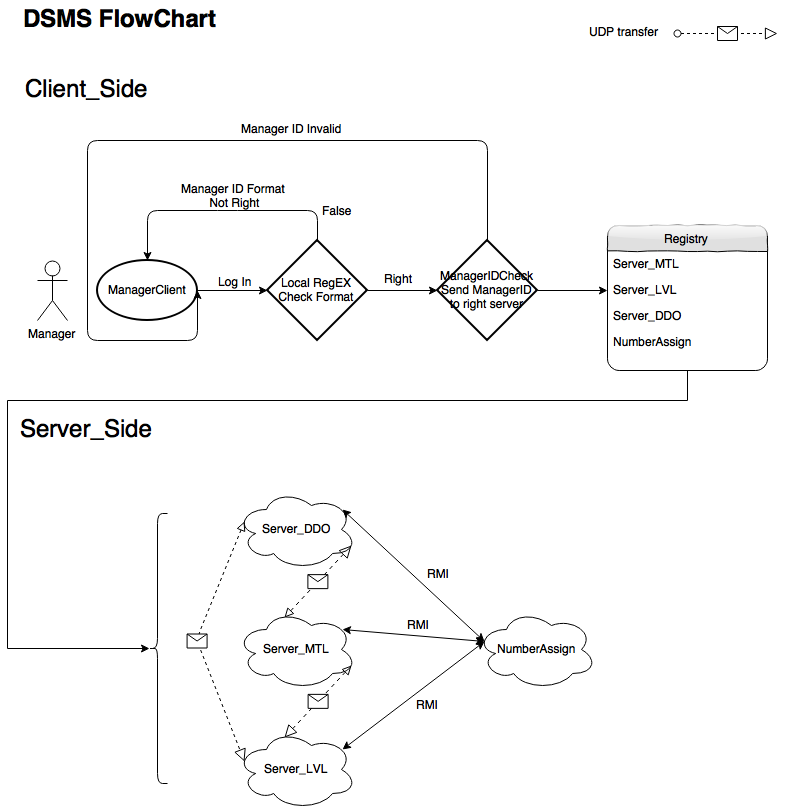 DSMS FlowChart
UDP transfer
Client_Side
Manager ID Invalid
Manager ID Format
Not Right
False
Manager
ManagerClient
Log In
Local RegEX
Check Format
Right
ManagerIDCheck
Send ManagerID
to right server
Registry
Server_MTL
Server_LVL
Server_DDO
NumberAssign
Server_Side
Server_DDO
RMI
RMI
Server_MTL
NumberAssign
RMI
Server_LVL